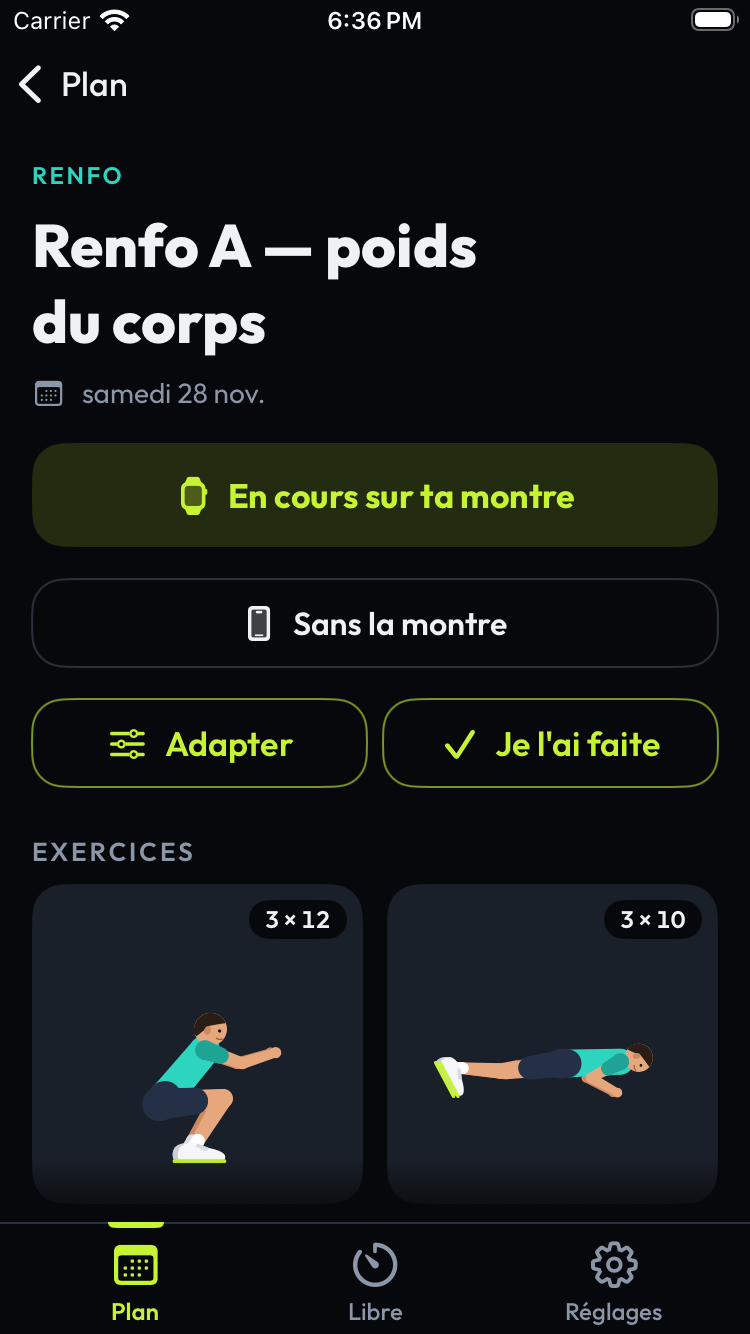 Carrier 6:36 PM
Plan
RENFO
Renfo A — poids
du corps
samedi 28 nov.
En cours sur ta montre
Sans la montre
Adapter
Je l'ai faite
EXERCICES
3 × 12
3 × 10
Plan
Libre
Réglages